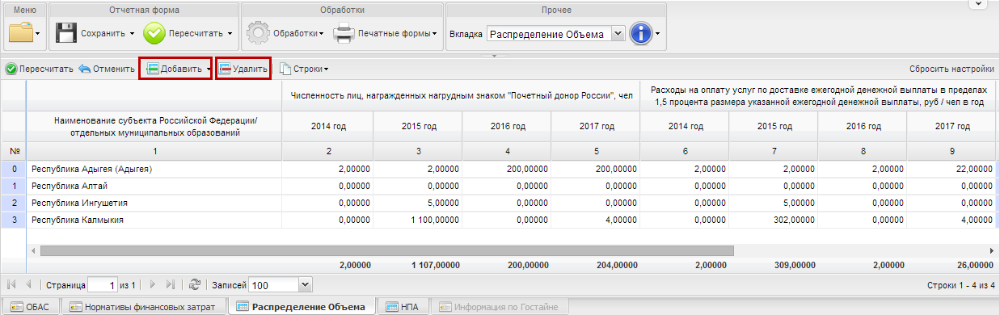 Меню
Отчетная форма
Обработки
Прочее
Сохранить
Пересчитать
Обработки
Печатные формы
Вкладка
Распределение Объема
Пересчитать
Отменить
Добавить
Удалить
Строки
Сбросить настройки
Численность лиц, награжденных нагрудным знаком "Почетный донор России", чел
Расходы на оплату услуг по доставке ежегодной денежной выплаты в пределах
1,5 процента размера указанной ежегодной денежной выплаты, руб / чел в год
Наименование субъекта Российской Федерации/
отдельных муниципальных образований
2014 год 2015 год 2016 год 2017 год 2014 год 2015 год 2016 год 2017 год
№ 1 2 3 4 5 6 7 8 9
0 Республика Адыгея (Адыгея) 2,00000 2,00000 200,00000 200,00000 2,00000 2,00000 2,00000 22,00000
1 Республика Алтай 0,00000 0,00000 0,00000 0,00000 0,00000 0,00000 0,00000 0,00000
2 Республика Ингушетия 0,00000 5,00000 0,00000 0,00000 0,00000 5,00000 0,00000 0,00000
3 Республика Калмыкия 0,00000 1 100,00000 0,00000 4,00000 0,00000 302,00000 0,00000 4,00000
2,00000 1 107,00000 200,00000 204,00000 2,00000 309,00000 2,00000 26,00000
Страница 1 из 1
Записей 100
Строки 1 - 4 из 4
ОБАС
Нормативы финансовых затрат
Распределение Объема
НПА
Информация по Гостайне